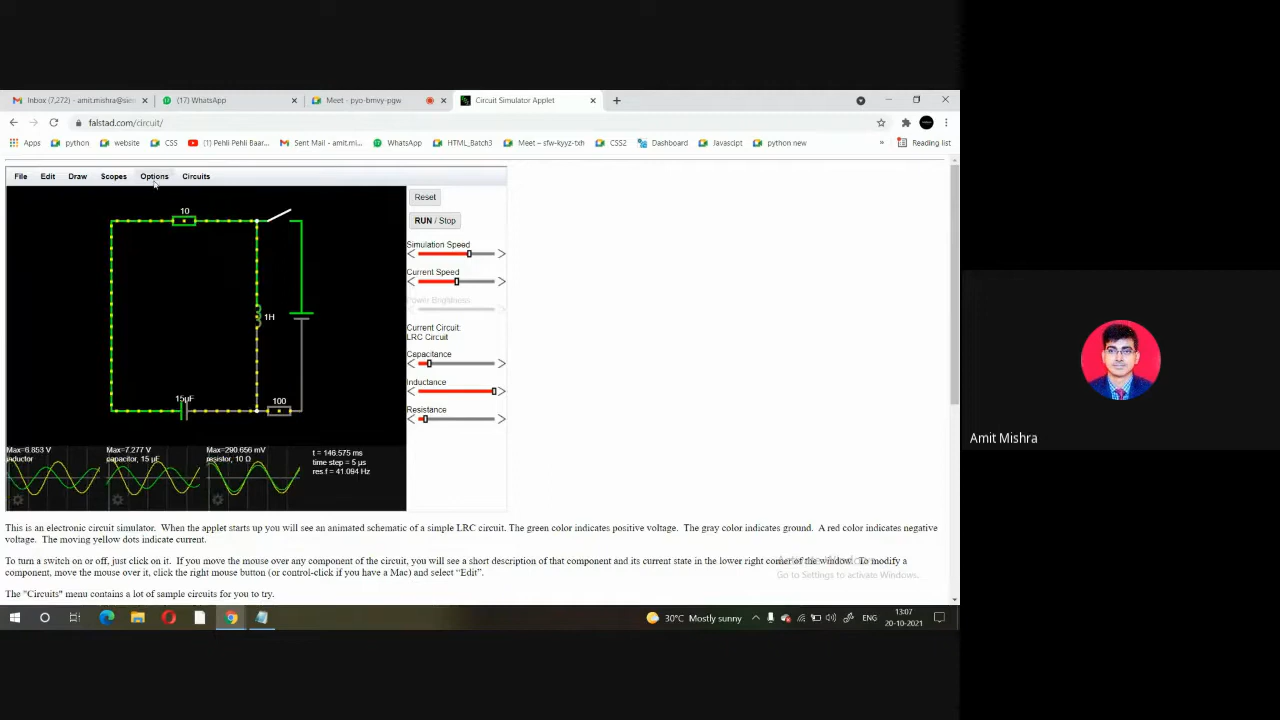 Inbox (7,272) - amit.mishra@sim
(17) WhatsApp
Meet - pyo-bmvy-pgw
Circuit Simulator Applet
falstad.com/circuit/
Apps
python
website
CSS
(1) Pehli Pehli Baar...
Sent Mail - amit.mi...
WhatsApp
HTML_Batch3
Meet – sfw-kyyz-txh
CSS2
Dashboard
Javascipt
python new
»
Reading list
File
Edit
Draw
Scopes
Options
Circuits
10
1H
15µF
100
Reset
RUN / Stop
Simulation Speed
Current Speed
Power Brightness
Current Circuit:
LRC Circuit
Capacitance
Inductance
Resistance
Max=6.853 V
inductor
Max=7.277 V
capacitor, 15 µF
Max=290.656 mV
resistor, 10 Ω
t = 146.575 ms
time step = 5 µs
res.f = 41.094 Hz
This is an electronic circuit simulator. When the applet starts up you will see an animated schematic of a simple LRC circuit. The green color indicates positive voltage. The gray color indicates ground. A red color indicates negative
voltage. The moving yellow dots indicate current.
To turn a switch on or off, just click on it. If you move the mouse over any component of the circuit, you will see a short description of that component and its current state in the lower right corner of the window. To modify a
component, move the mouse over it, click the right mouse button (or control-click if you have a Mac) and select “Edit”.
The "Circuits" menu contains a lot of sample circuits for you to try.
Activate Windows
Go to Settings to activate Windows.
30°C Mostly sunny
ENG
13:07
20-10-2021
Amit Mishra